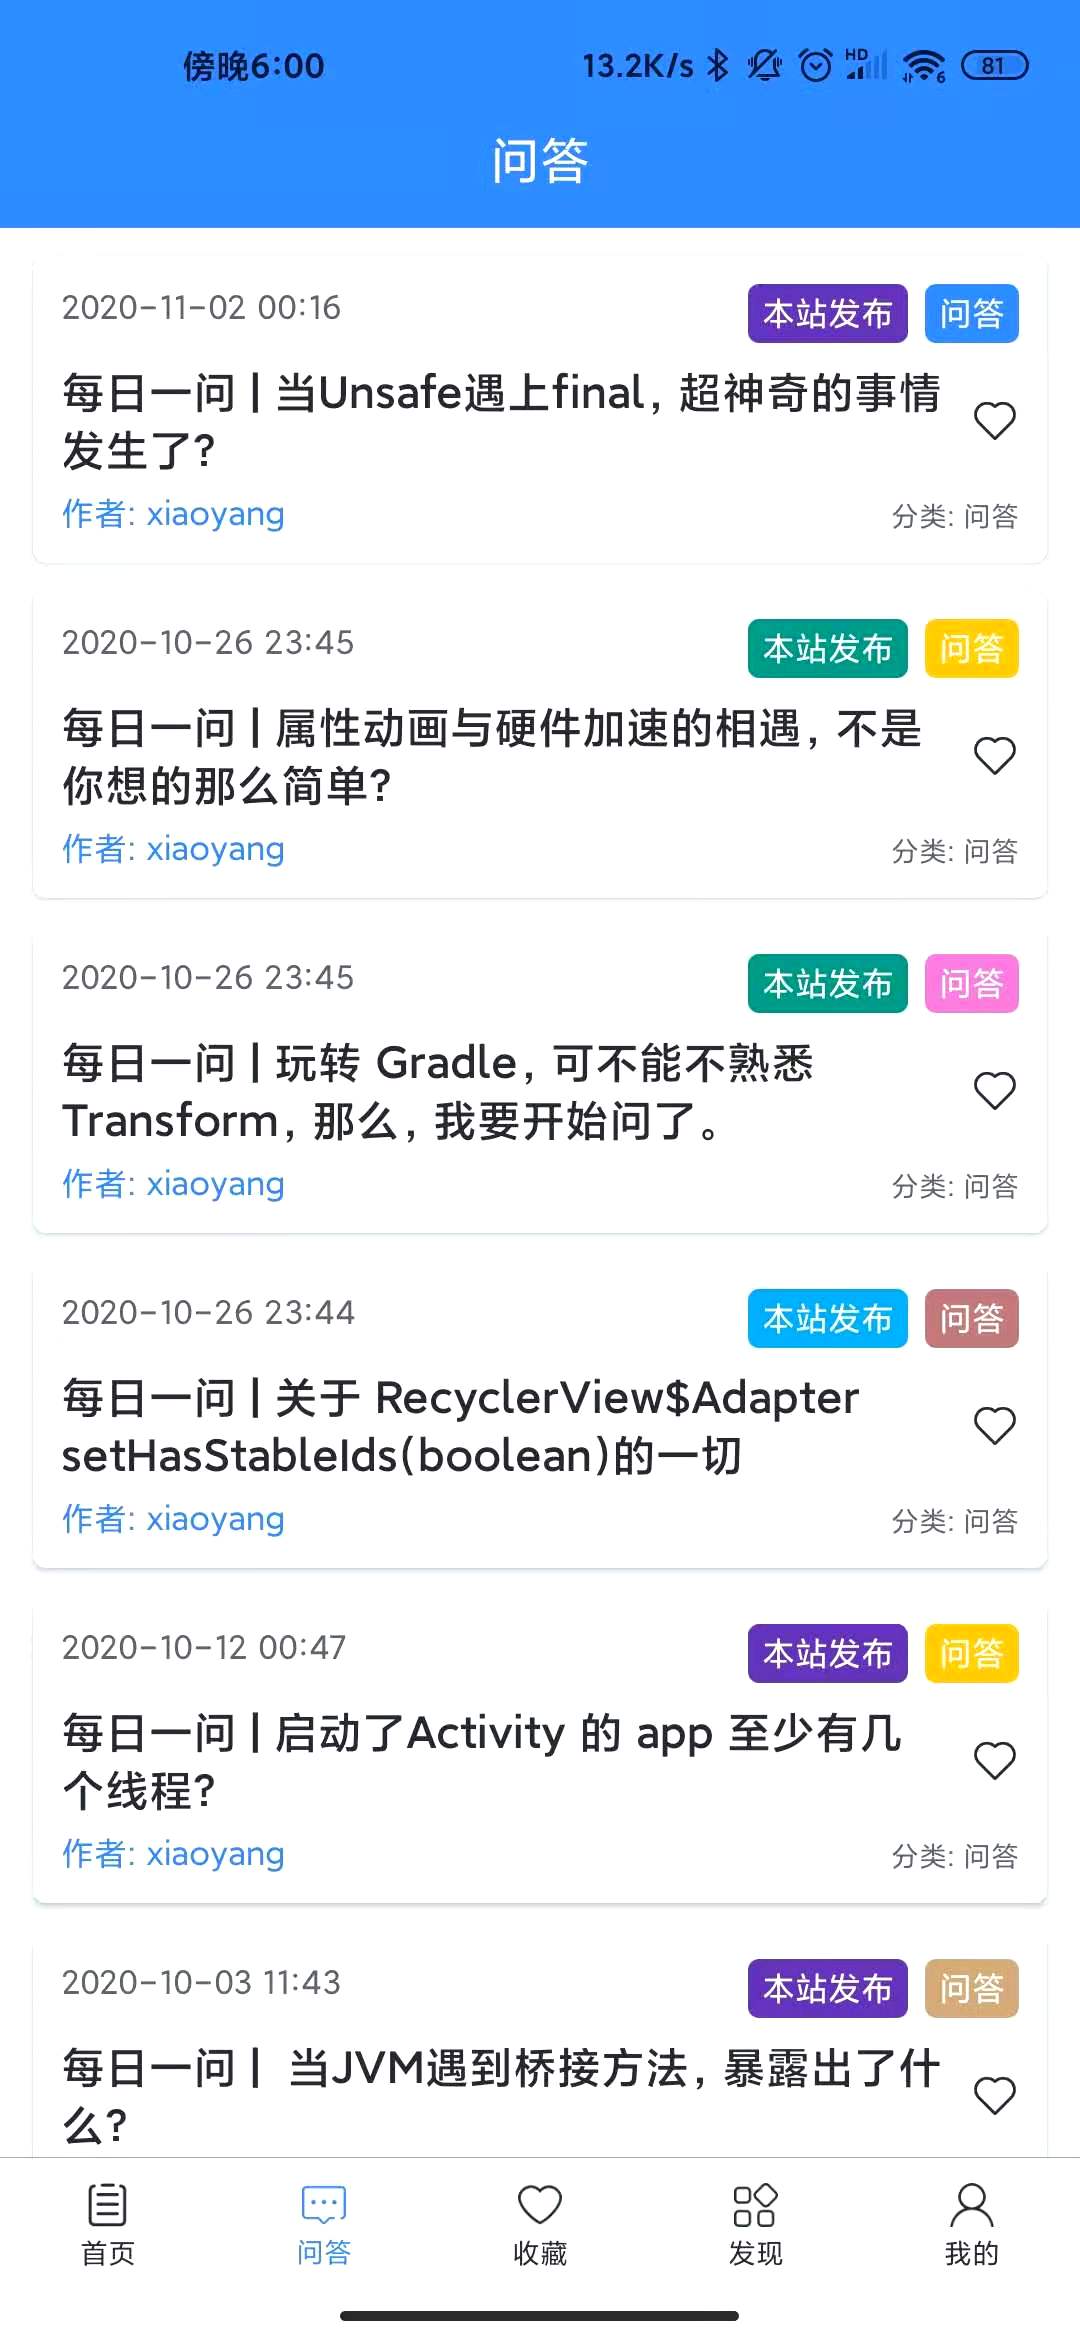 傍晚6:00 13.2K/s HD 6 81
问答
2020-11-02 00:16 本站发布 问答
每日一问 | 当Unsafe遇上final，超神奇的事情
发生了？
作者: xiaoyang 分类: 问答
2020-10-26 23:45 本站发布 问答
每日一问 | 属性动画与硬件加速的相遇，不是
你想的那么简单？
作者: xiaoyang 分类: 问答
2020-10-26 23:45 本站发布 问答
每日一问 | 玩转 Gradle，可不能不熟悉
Transform，那么，我要开始问了。
作者: xiaoyang 分类: 问答
2020-10-26 23:44 本站发布 问答
每日一问 | 关于 RecyclerView$Adapter
setHasStableIds(boolean)的一切
作者: xiaoyang 分类: 问答
2020-10-12 00:47 本站发布 问答
每日一问 | 启动了Activity 的 app 至少有几
个线程？
作者: xiaoyang 分类: 问答
2020-10-03 11:43 本站发布 问答
每日一问 | 当JVM遇到桥接方法，暴露出了什
么？
首页 问答 收藏 发现 我的